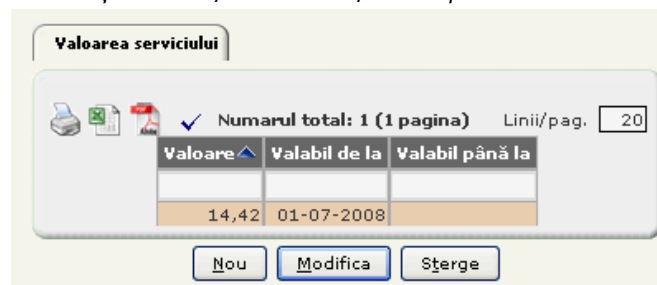 Valoarea serviciului
Numarul total: 1 (1 pagina) Linii/pag. 20
Valoare Valabil de la Valabil până la
14,42 01-07-2008
Nou Modifica Sterge